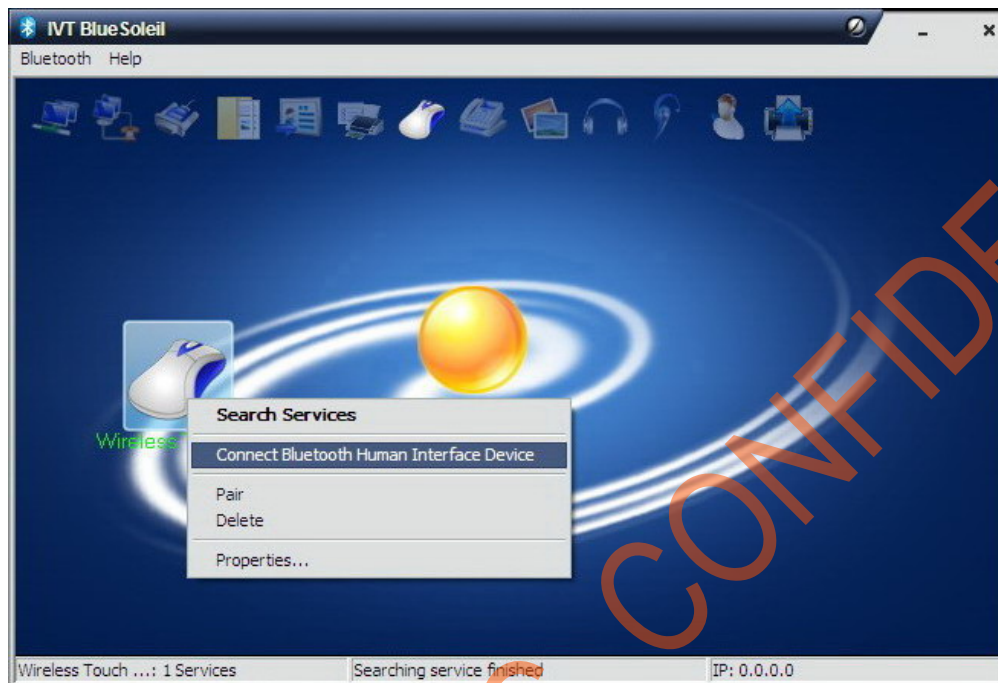 IVT BlueSoleil
Bluetooth Help
Wireless
Search Services
Connect Bluetooth Human Interface Device
Pair
Delete
Properties...
Wireless Touch ...: 1 Services
Searching service finished
IP: 0.0.0.0